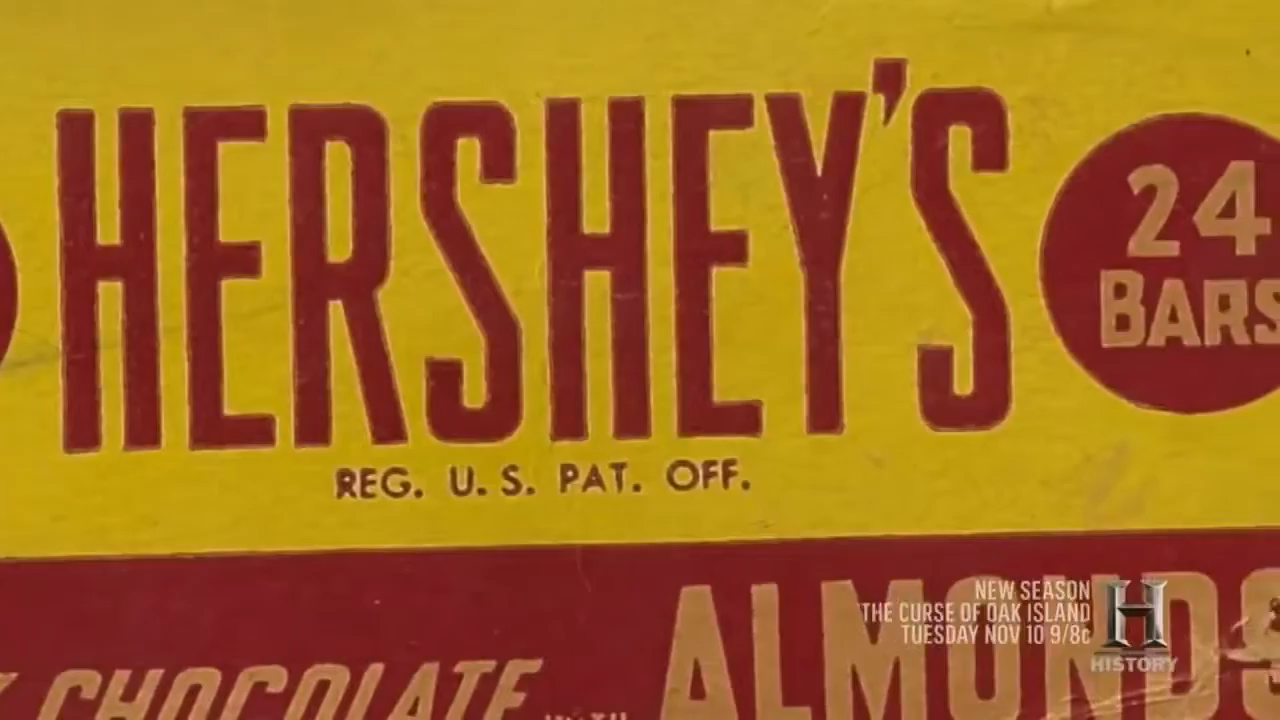 HERSHEY'S
24
BARS
REG. U.S. PAT. OFF.
CHOCOLATE
ALMONDS
NEW SEASON
THE CURSE OF OAK ISLAND
TUESDAY NOV 10 9/8c
H
HISTORY